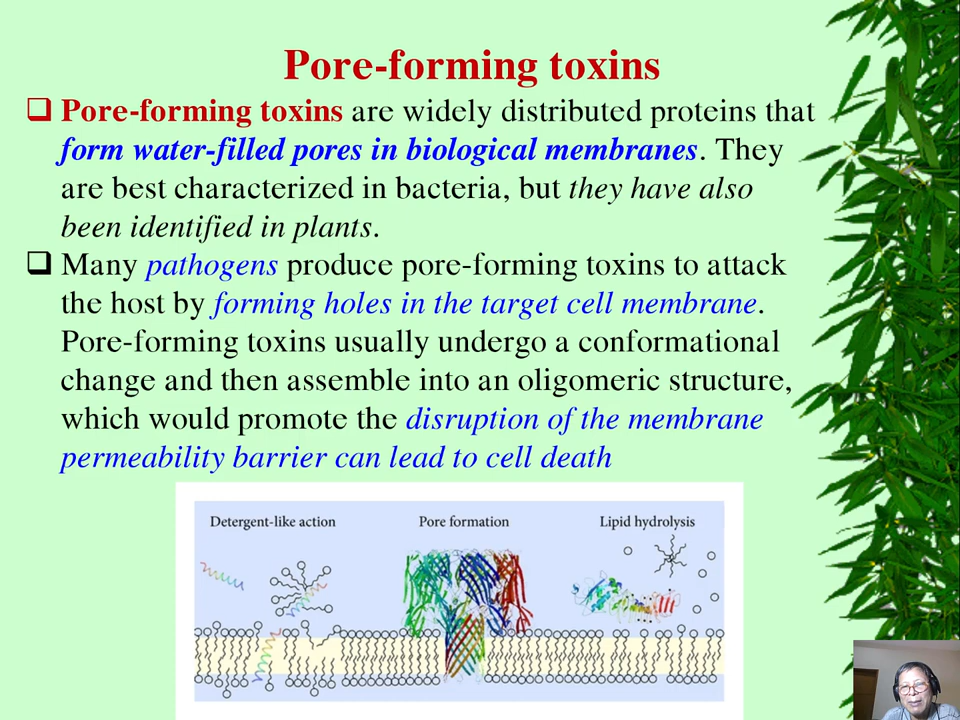 Pore-forming toxins
❑ Pore-forming toxins are widely distributed proteins that
form water-filled pores in biological membranes. They
are best characterized in bacteria, but they have also
been identified in plants.
❑ Many pathogens produce pore-forming toxins to attack
the host by forming holes in the target cell membrane.
Pore-forming toxins usually undergo a conformational
change and then assemble into an oligomeric structure,
which would promote the disruption of the membrane
permeability barrier can lead to cell death
Detergent-like action Pore formation Lipid hydrolysis